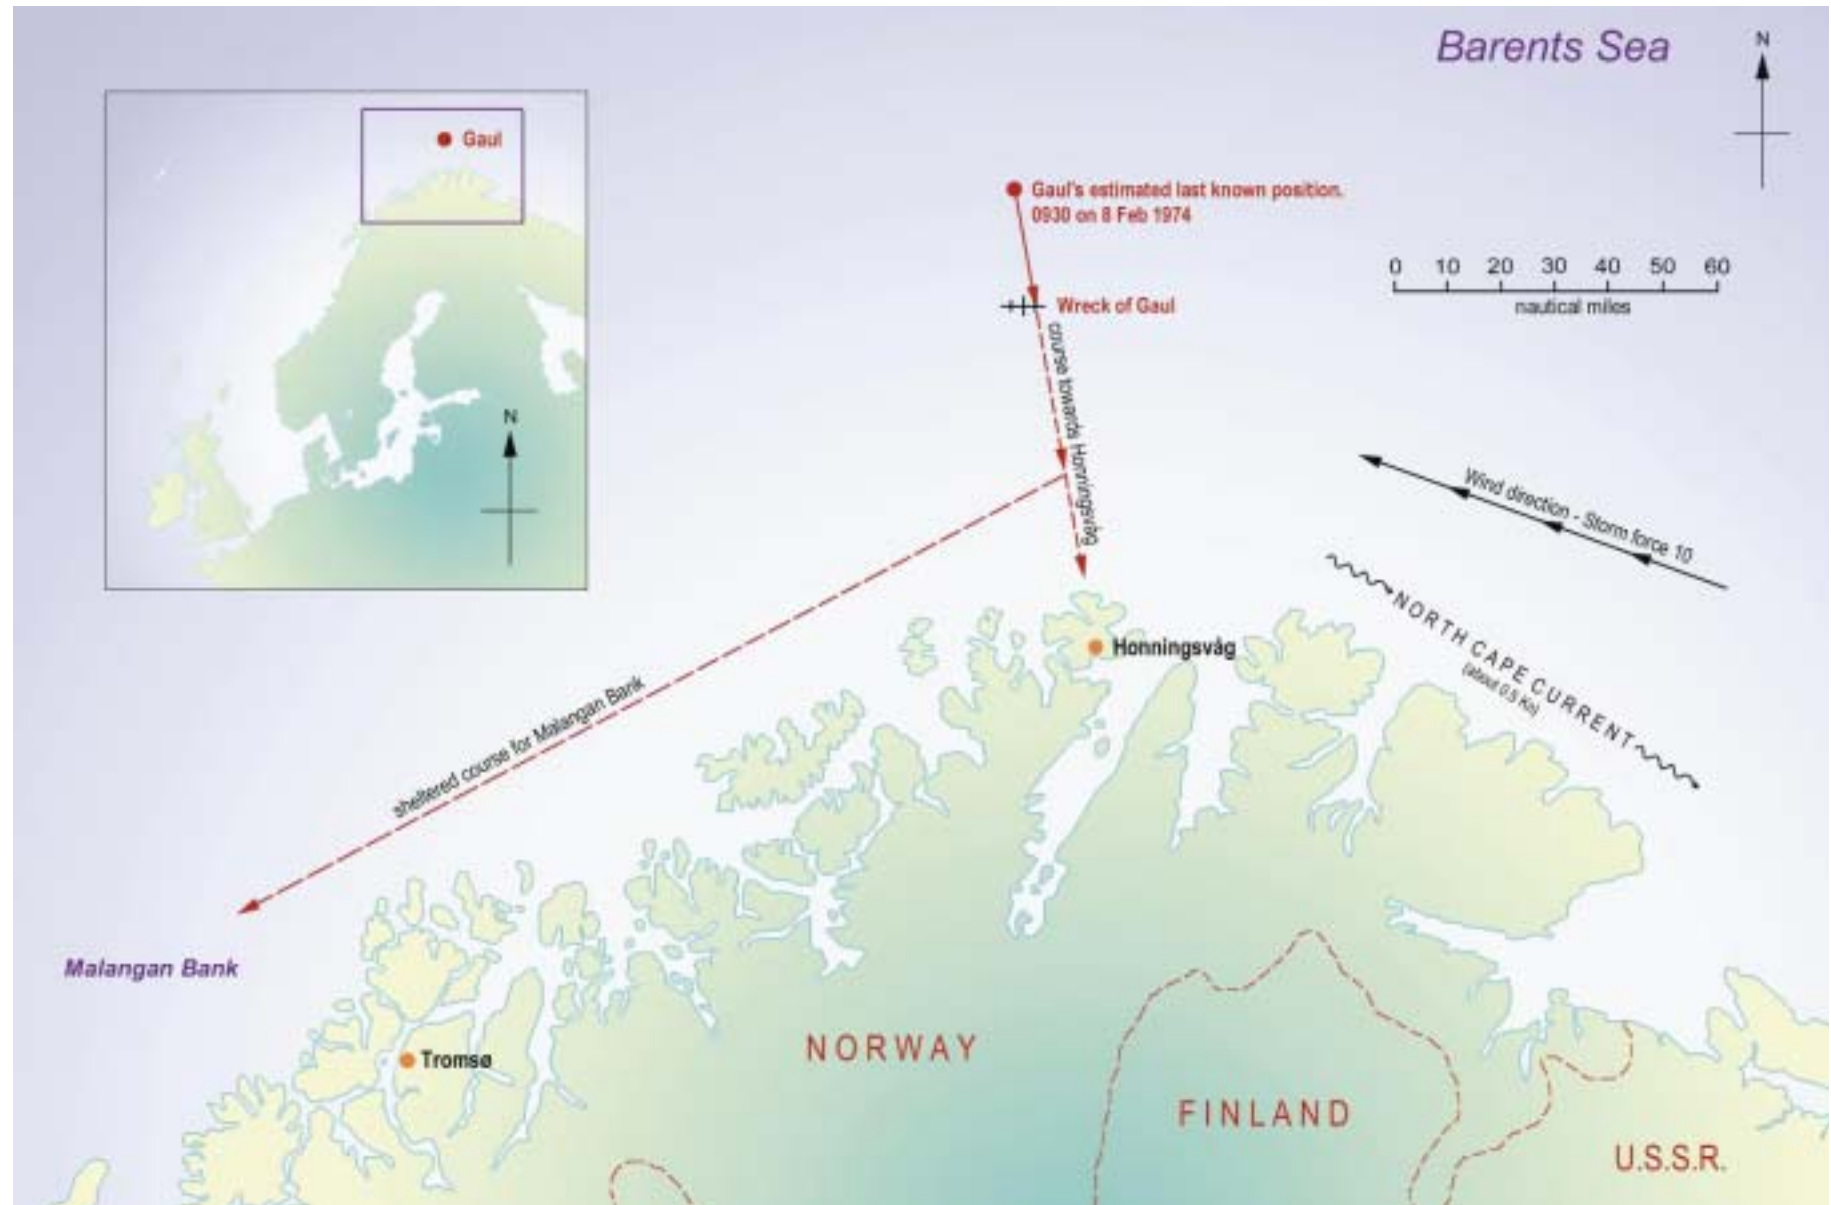 Barents Sea
N
Gaul
Gaul's estimated last known position.
0930 on 8 Feb 1974
0 10 20 30 40 50 60
nautical miles
Wreck of Gaul
course towards Honningsvåg
N
Wind direction - Storm force 10
NORTH CAPE CURRENT
(about 0.5 Kn)
Honningsvåg
sheltered course for Malangan Bank
Malangan Bank
NORWAY
Tromsø
FINLAND
U.S.S.R.